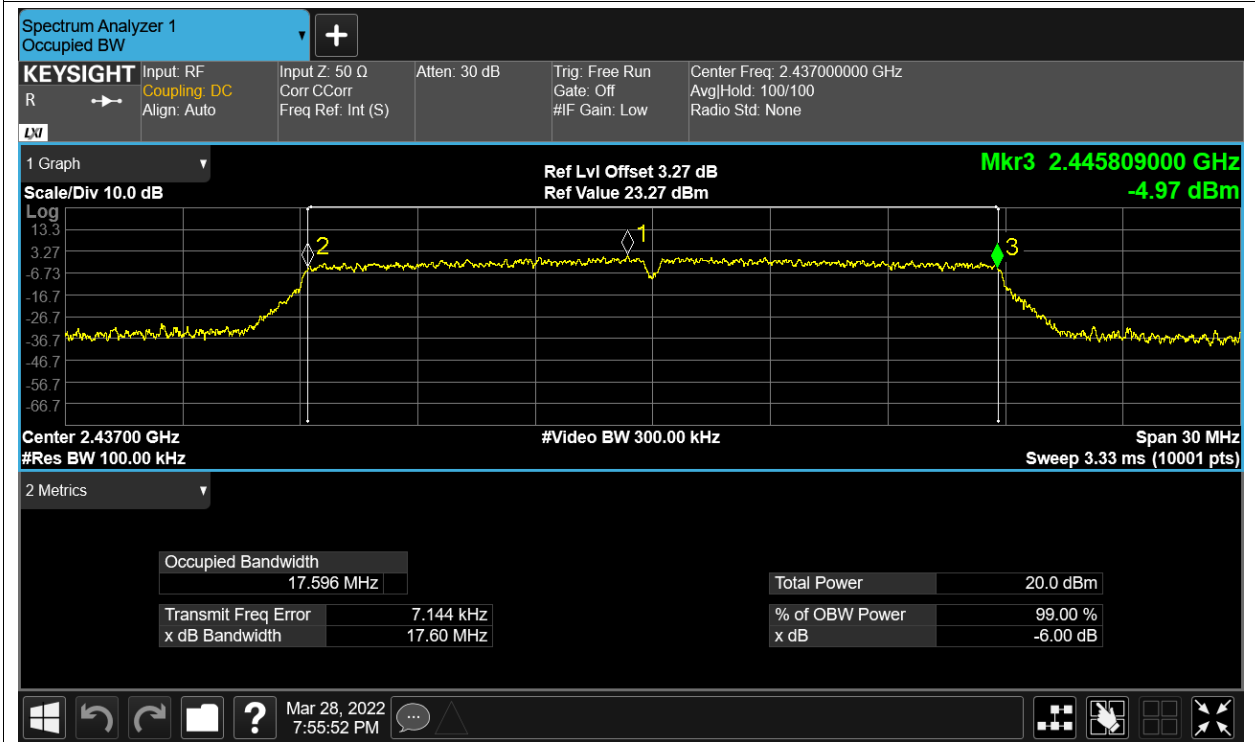 Spectrum Analyzer 1
Occupied BW
KEYSIGHT
R
LXI
Input: RF
Coupling: DC
Align: Auto
Input Z: 50 Ω
Corr CCorr
Freq Ref: Int (S)
Atten: 30 dB
Trig: Free Run
Gate: Off
#IF Gain: Low
Center Freq: 2.437000000 GHz
Avg|Hold: 100/100
Radio Std: None
1 Graph
Scale/Div 10.0 dB
Ref Lvl Offset 3.27 dB
Ref Value 23.27 dBm
Mkr3 2.445809000 GHz
-4.97 dBm
Log
13.3
3.27
-6.73
-16.7
-26.7
-36.7
-46.7
-56.7
-66.7
2
1
3
Center 2.43700 GHz
#Res BW 100.00 kHz
#Video BW 300.00 kHz
Span 30 MHz
Sweep 3.33 ms (10001 pts)
2 Metrics
Occupied Bandwidth
17.596 MHz
Transmit Freq Error 7.144 kHz
x dB Bandwidth 17.60 MHz
Total Power 20.0 dBm
% of OBW Power 99.00 %
x dB -6.00 dB
?
Mar 28, 2022
7:55:52 PM